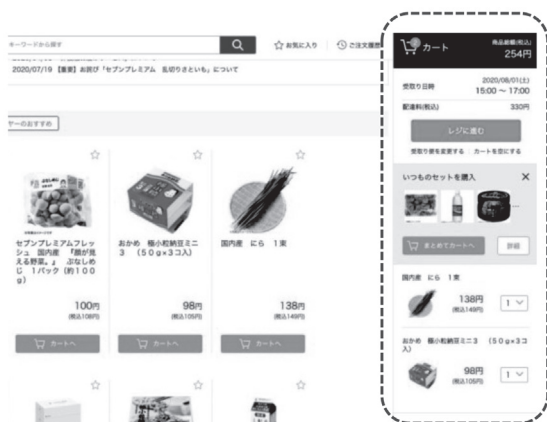 キーワードから探す
お気に入り
ご注文履歴
2020/07/19 【重要】お詫び「セブンプレミアム 乱切りさといも」について
ヤーのおすすめ
セブンプレミアムフレッ
シュ 国内産 『顔が見
える野菜。』 ぶなしめ
じ 1パック（約100
g）
100円
(税込108円)
カートへ
おかめ 極小粒納豆ミニ
3 （50g×3コ入）
98円
(税込105円)
カートへ
国内産 にら 1束
138円
(税込149円)
カートへ
カート
商品総額(税込)
254円
受取り日時
2020/08/01(土)
15:00 ～ 17:00
配達料(税込)
330円
レジに進む
受取り便を変更する
カートを空にする
いつものセットを購入
まとめてカートへ
詳細
国内産 にら 1束
138円
(税込149円)
1
おかめ 極小粒納豆ミニ3 （50g×3コ
入）
98円
(税込105円)
1